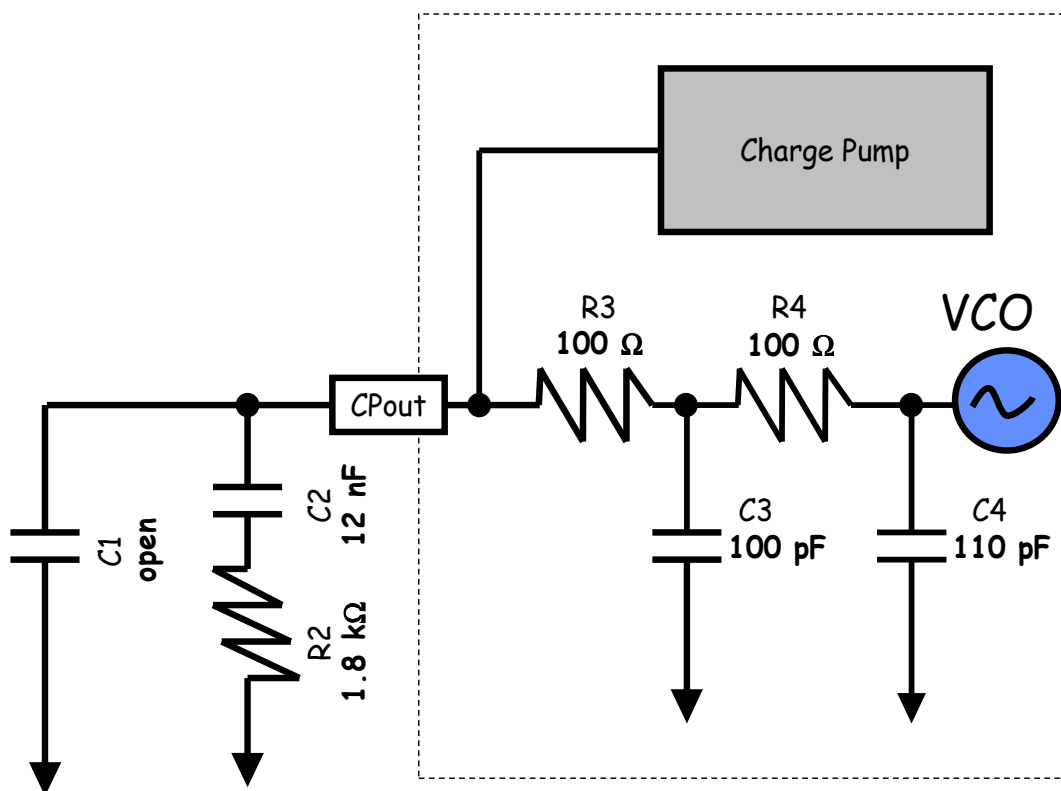 Charge Pump
R3
100 Ω
R4
100 Ω
VCO
CPout
C1
open
C2
12 nF
R2
1.8 kΩ
C3
100 pF
C4
110 pF